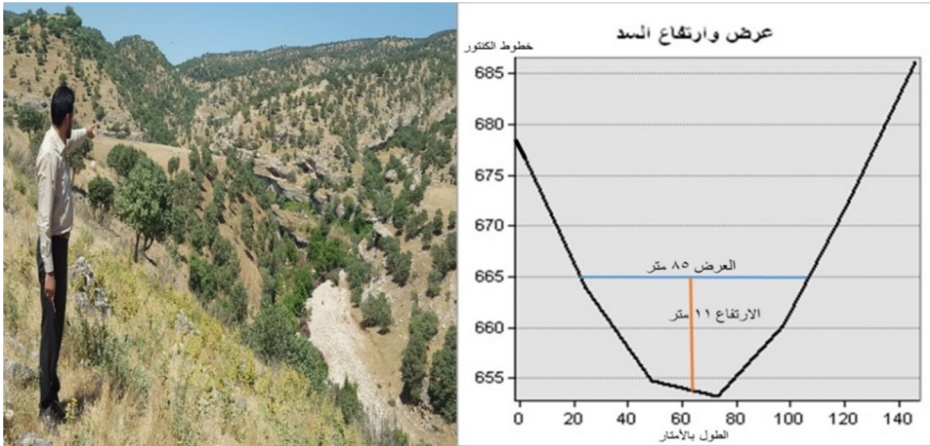 عرض وارتفاع السد
خطوط الكنتور
685
680
675
670
665
660
655
العرض ٨٥ متر
الارتفاع ١١ متر
0 20 40 60 80 100 120 140
الطول بالأمتار